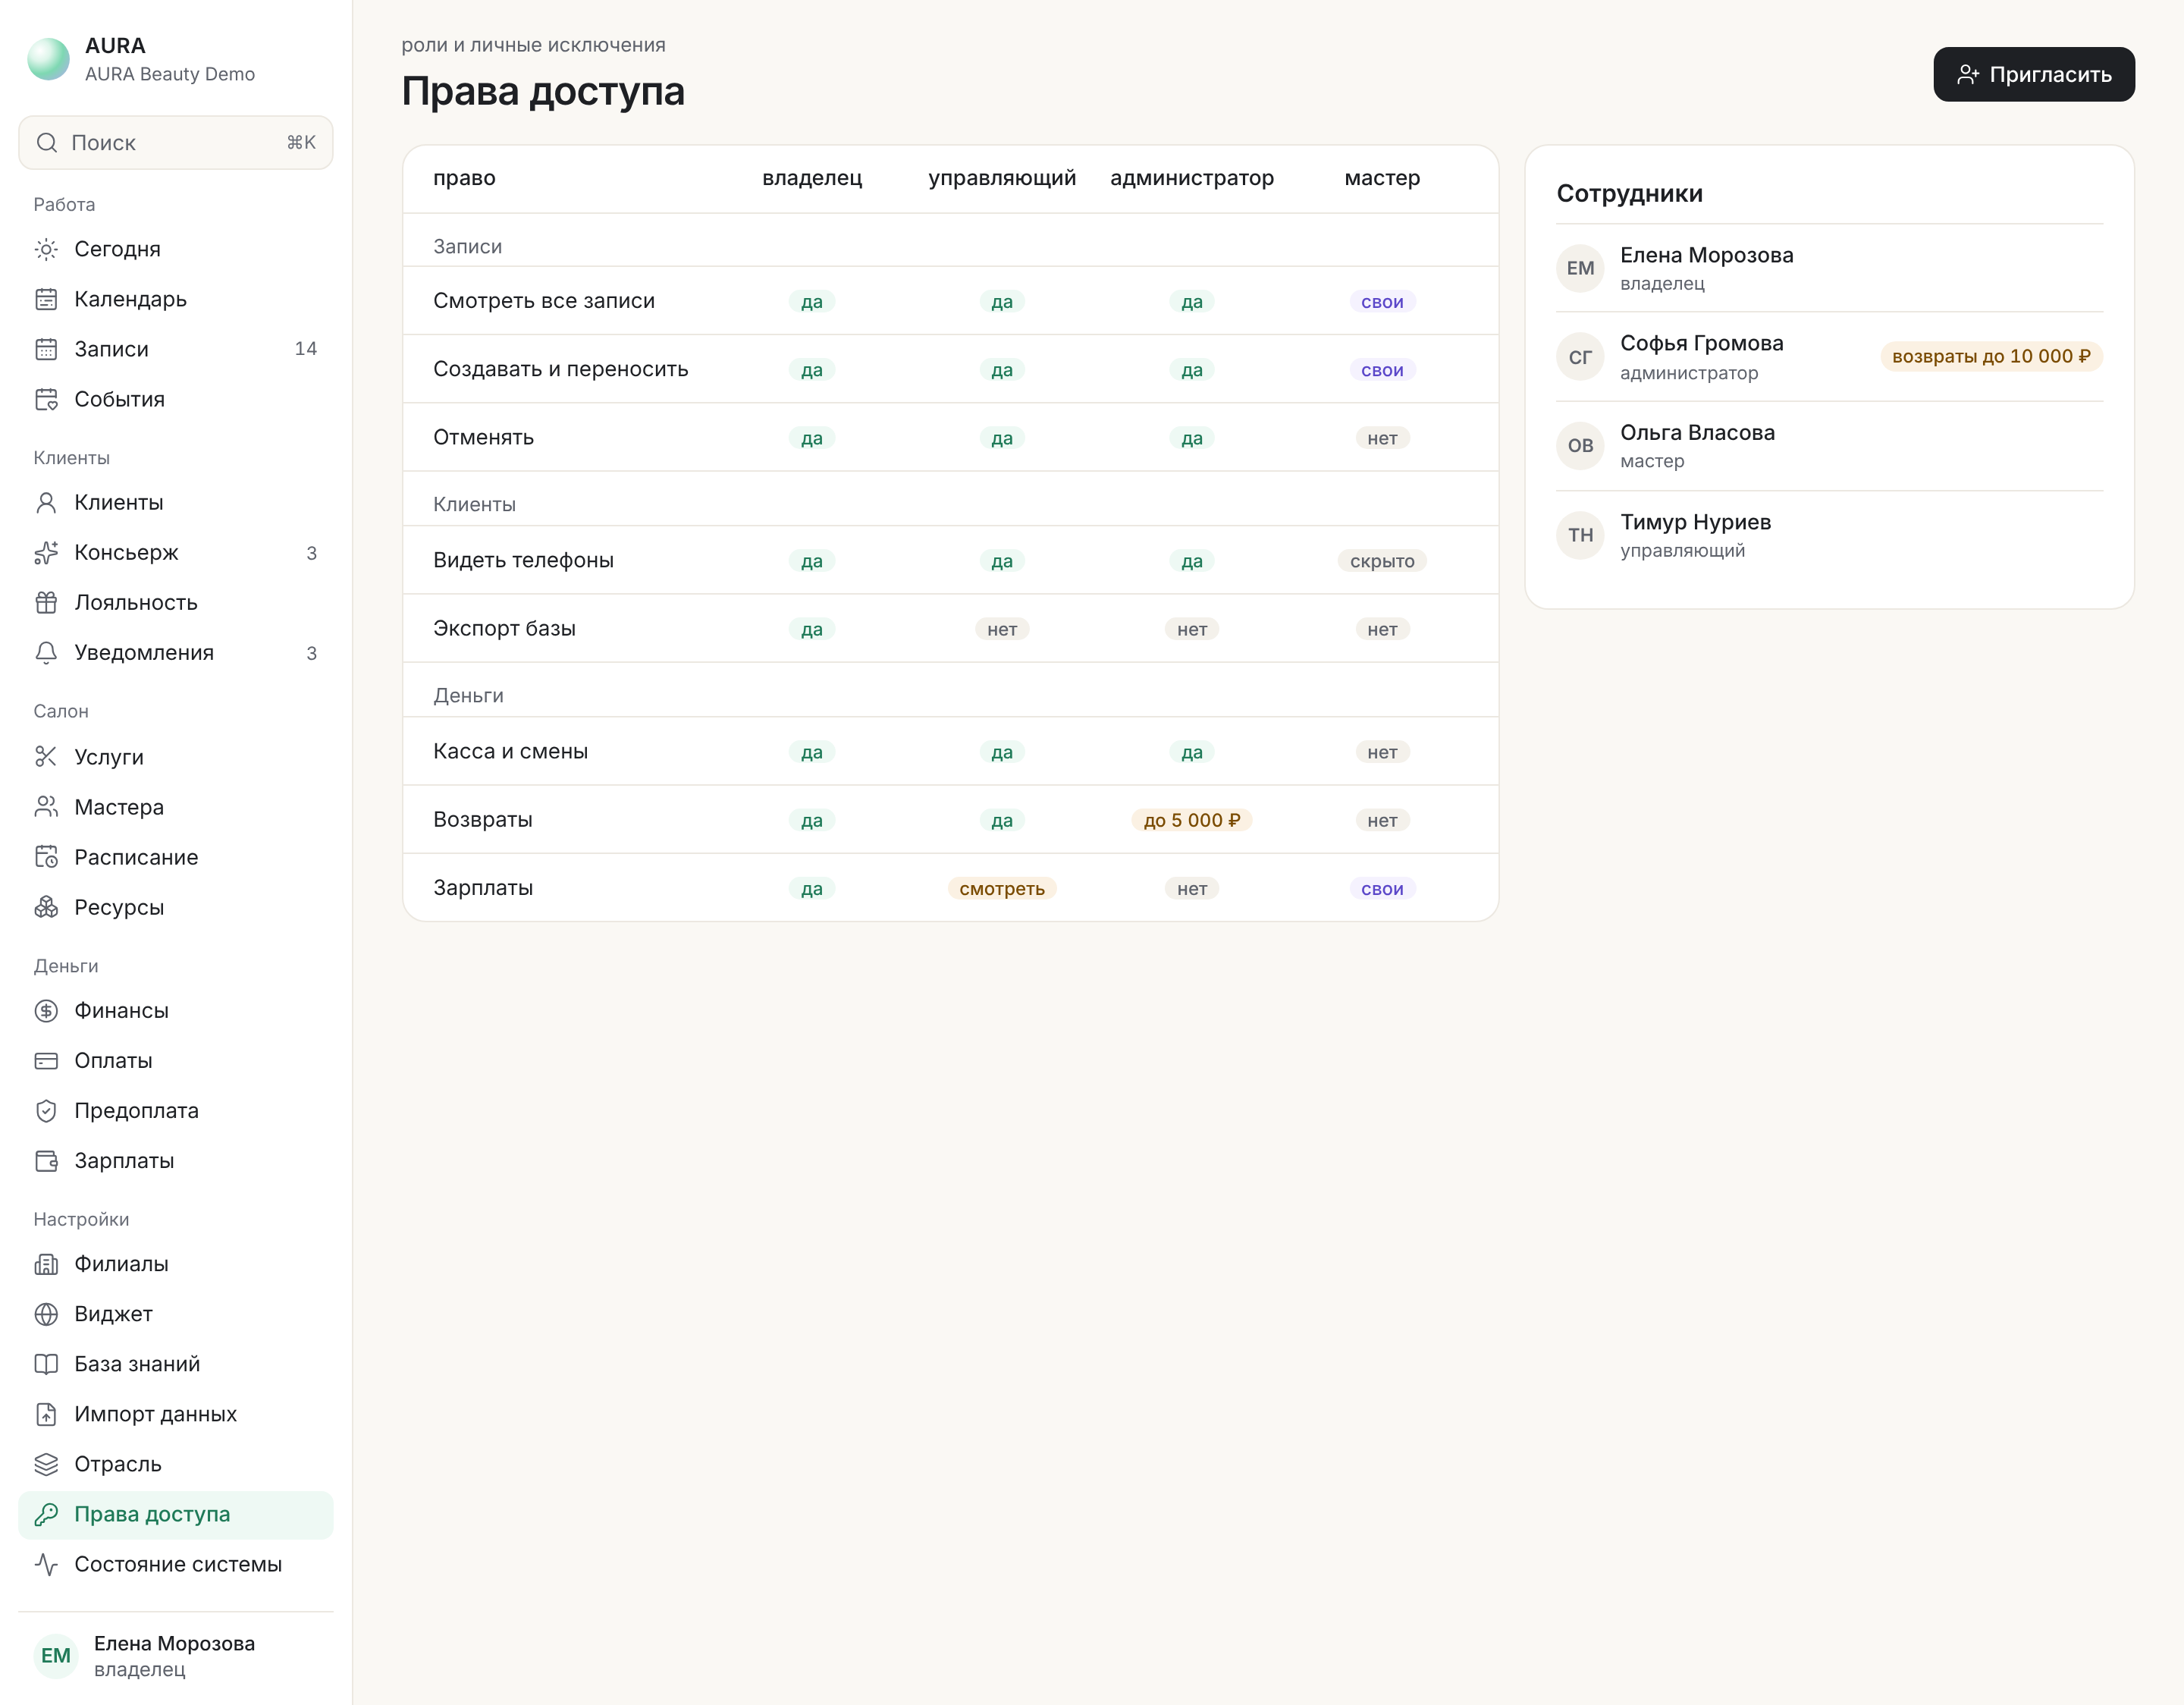 AURA
AURA Beauty Demo
Поиск ⌘K
Работа
Сегодня
Календарь
Записи 14
События
Клиенты
Клиенты
Консьерж 3
Лояльность
Уведомления 3
Салон
Услуги
Мастера
Расписание
Ресурсы
Деньги
Финансы
Оплаты
Предоплата
Зарплаты
Настройки
Филиалы
Виджет
База знаний
Импорт данных
Отрасль
Права доступа
Состояние системы
ЕМ
Елена Морозова
владелец
роли и личные исключения
Права доступа
Пригласить
право владелец управляющий администратор мастер
Записи
Смотреть все записи да да да свои
Создавать и переносить да да да свои
Отменять да да да нет
Клиенты
Видеть телефоны да да да скрыто
Экспорт базы да нет нет нет
Деньги
Касса и смены да да да нет
Возвраты да да до 5 000 ₽ нет
Зарплаты да смотреть нет свои
Сотрудники
ЕМ
Елена Морозова
владелец
СГ
Софья Громова
администратор
возвраты до 10 000 ₽
ОВ
Ольга Власова
мастер
ТН
Тимур Нуриев
управляющий